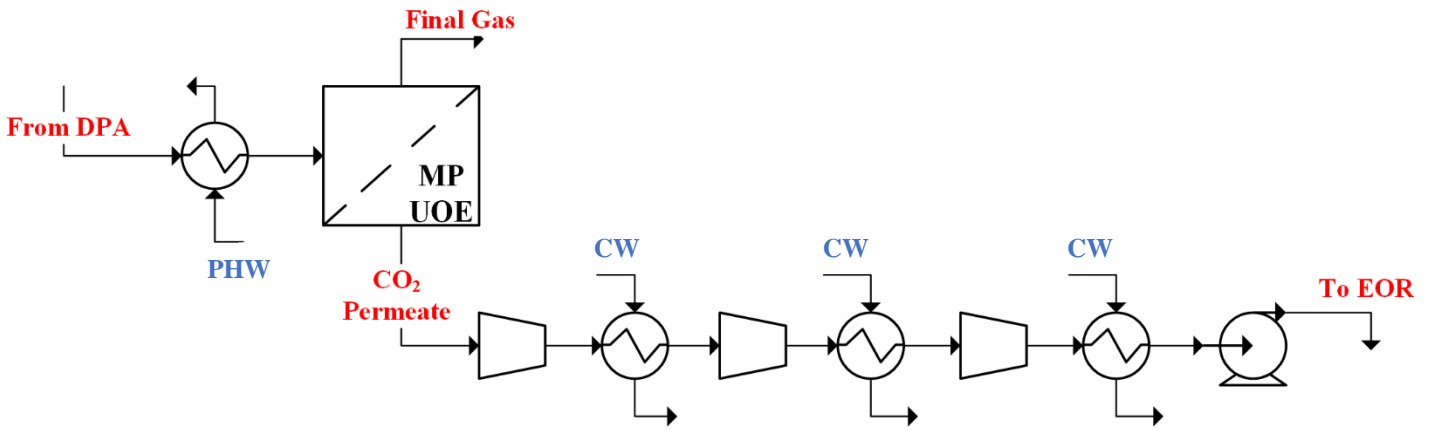 Final Gas
From DPA
MP
UOE
PHW
CO₂
Permeate
CW
CW
CW
To EOR